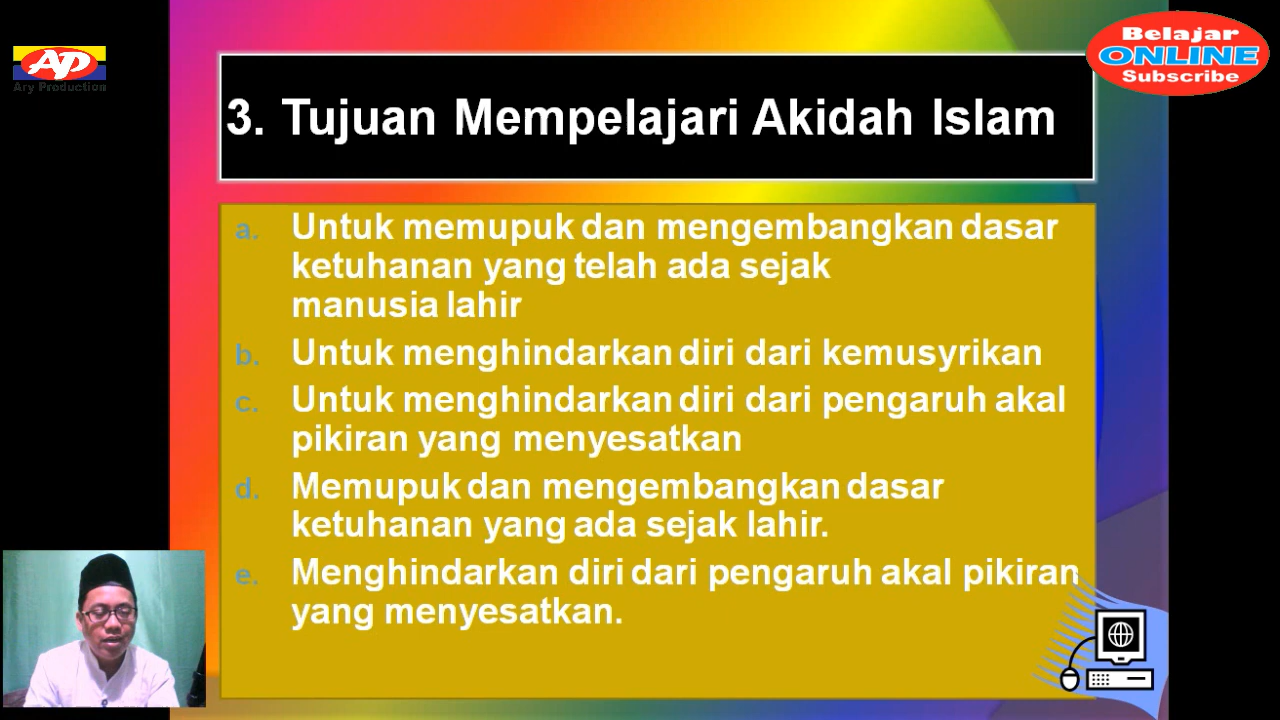 AP
Ary Production
Belajar
ONLINE
Subscribe
3. Tujuan Mempelajari Akidah Islam
a. Untuk memupuk dan mengembangkan dasar
ketuhanan yang telah ada sejak
manusia lahir
b. Untuk menghindarkan diri dari kemusyrikan
c. Untuk menghindarkan diri dari pengaruh akal
pikiran yang menyesatkan
d. Memupuk dan mengembangkan dasar
ketuhanan yang ada sejak lahir.
e. Menghindarkan diri dari pengaruh akal pikiran
yang menyesatkan.